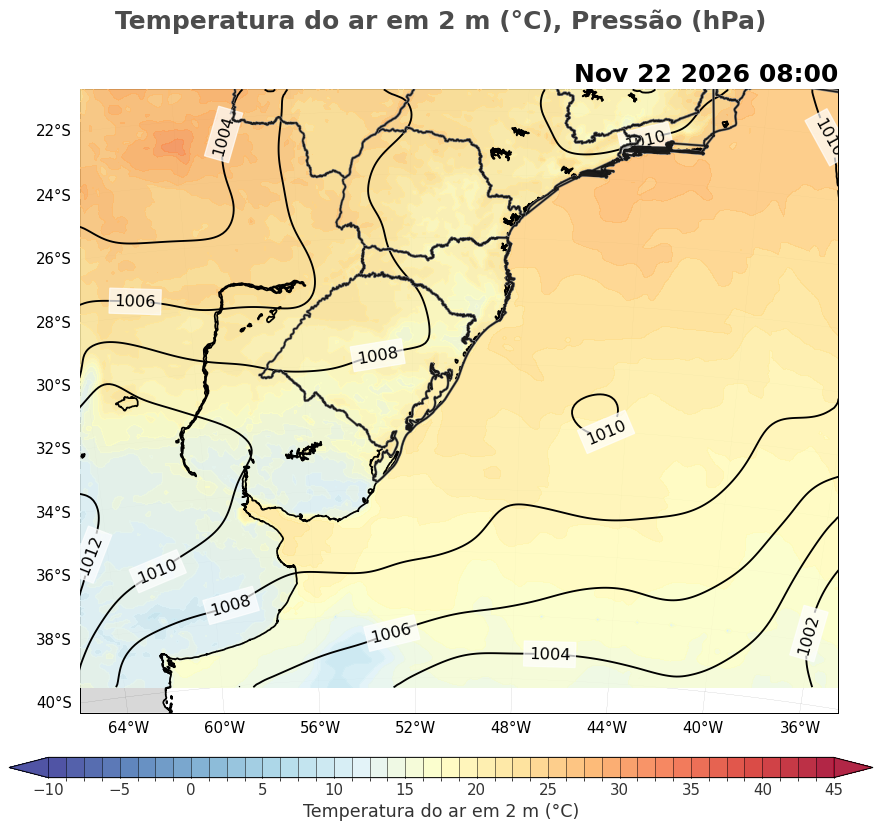 Temperatura do ar em 2 m (°C), Pressão (hPa)
Nov 22 2026 08:00
22°S
24°S
26°S
28°S
30°S
32°S
34°S
36°S
38°S
40°S
1004
1010
1010
1006
1008
1010
1012
1010
1008
1006
1004
1002
64°W 60°W 56°W 52°W 48°W 44°W 40°W 36°W
−10 −5 0 5 10 15 20 25 30 35 40 45
Temperatura do ar em 2 m (°C)